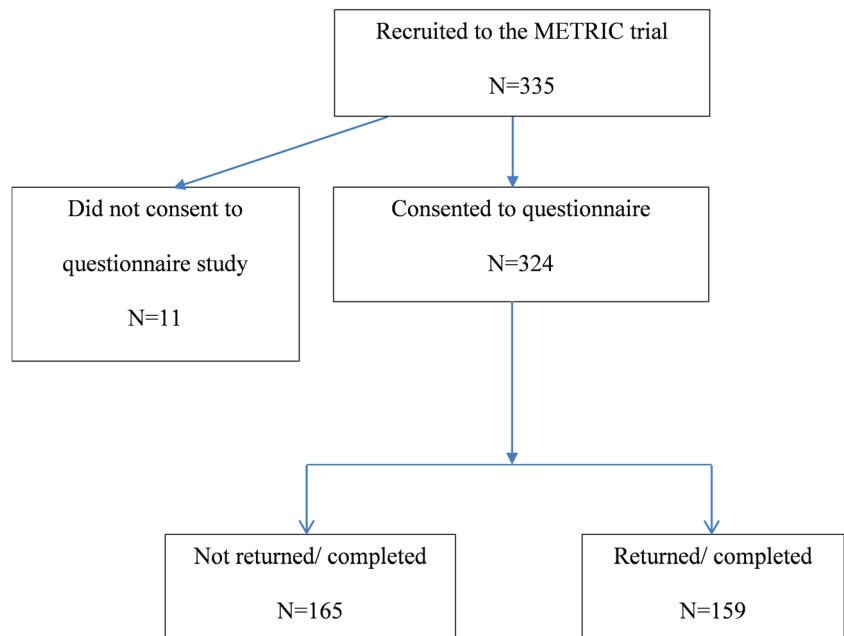 Recruited to the METRIC trial
N=335
Did not consent to
questionnaire study
N=11
Consented to questionnaire
N=324
Not returned/ completed
N=165
Returned/ completed
N=159